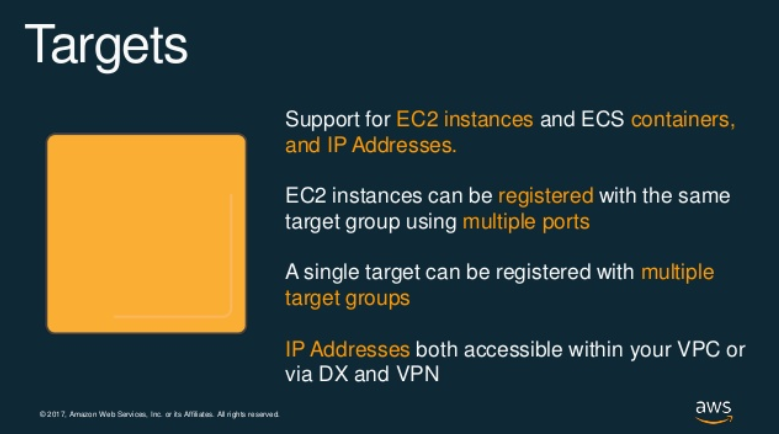 Targets
Support for EC2 instances and ECS containers,
and IP Addresses.
EC2 instances can be registered with the same
target group using multiple ports
A single target can be registered with multiple
target groups
IP Addresses both accessible within your VPC or
via DX and VPN
© 2017, Amazon Web Services, Inc. or its Affiliates. All rights reserved.
aws